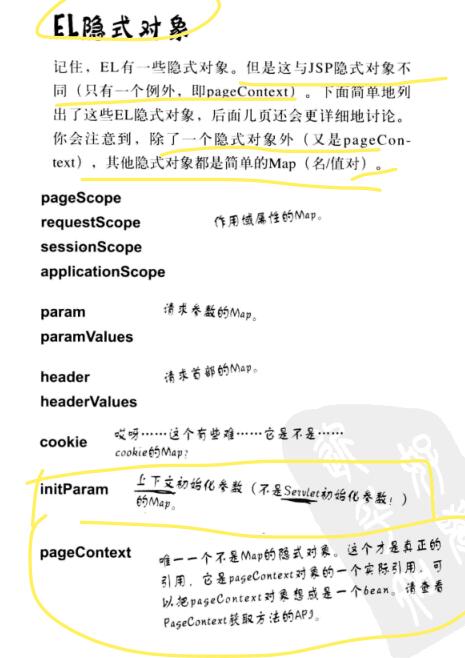 EL隐式对象
记住，EL有一些隐式对象。但是这与JSP隐式对象不
同（只有一个例外，即pageContext）。下面简单地列
出了这些EL隐式对象，后面几页还会更详细地讨论。
你会注意到，除了一个隐式对象外（又是pageCon-
text），其他隐式对象都是简单的Map（名/值对）。
pageScope
requestScope 作用域属性的Map。
sessionScope
applicationScope
param 请求参数的Map。
paramValues
header 请求首部的Map。
headerValues
cookie 哎呀……这个有些难……它是不是……
cookie的Map？
initParam 上下文初始化参数（不是Servlet初始化参数！）
的Map。
pageContext 唯一一个不是Map的隐式对象。这个才是真正的
引用，它是pageContext对象的一个实际引用，可
以把pageContext对象想成是一个bean。请查看
PageContext获取方法的API。